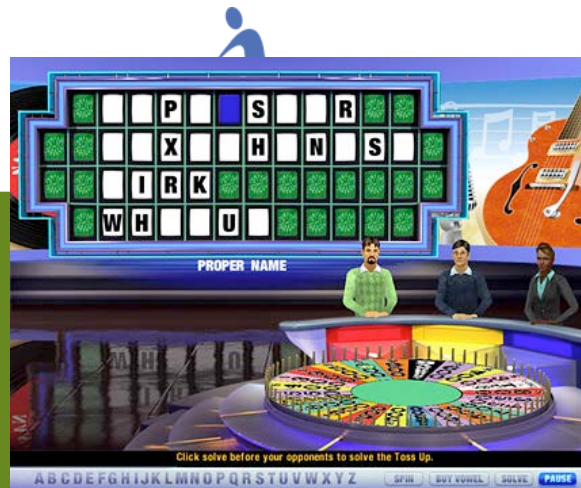 P S R
X H N S
IRK
WH U
PROPER NAME
Click solve before your opponents to solve the Toss Up.
A B C D E F G H I J K L M N O P Q R S T U V W X Y Z SPIN BUY VOWEL SOLVE PAUSE